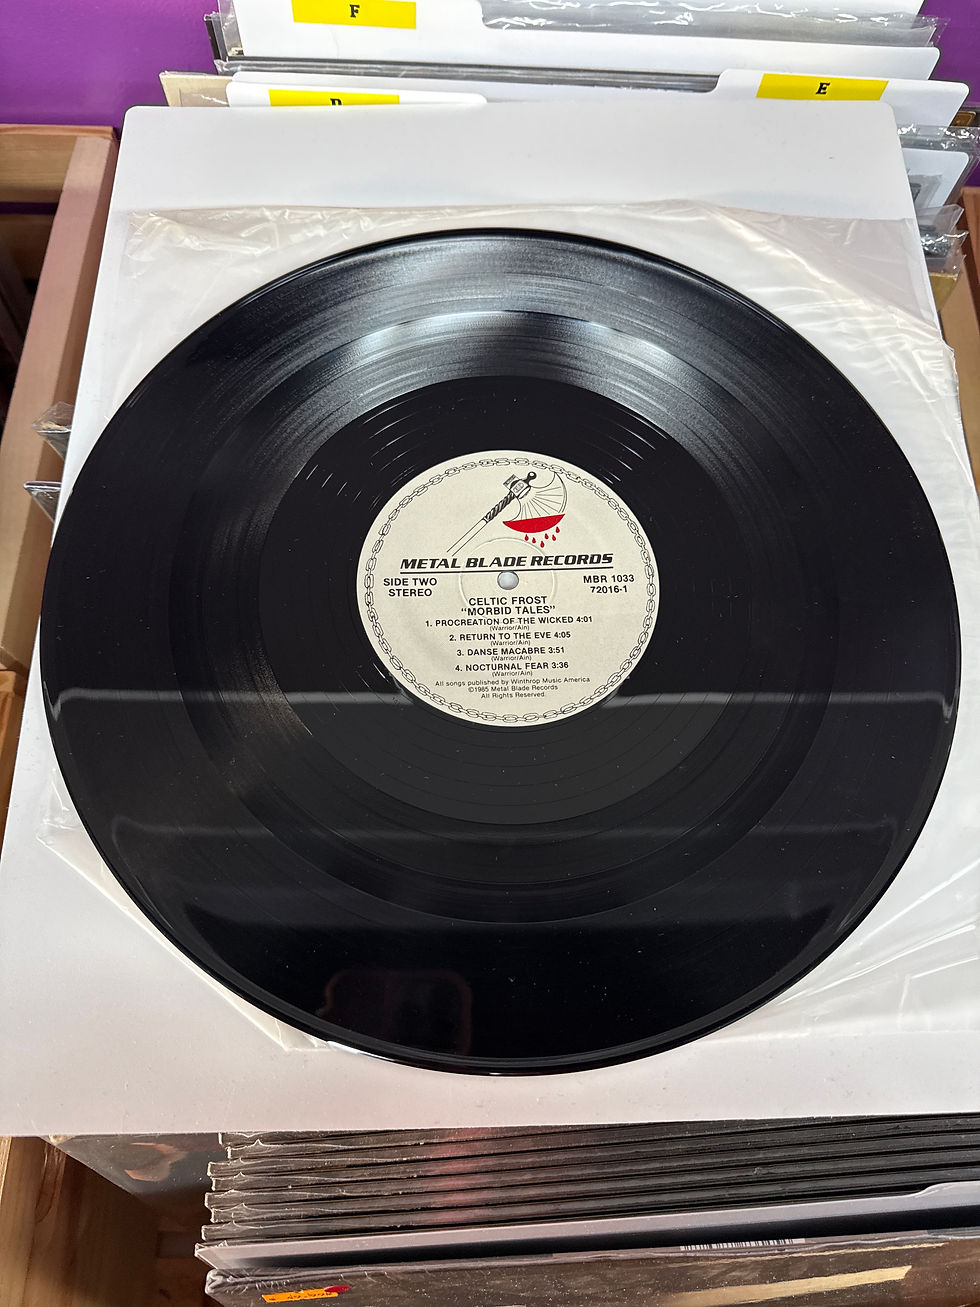 F
E
METAL BLADE RECORDS
SIDE TWO
STEREO
MBR 1033
72016-1
CELTIC FROST
"MORBID TALES"
1. PROCREATION OF THE WICKED 4:01
(Warrior/Ain)
2. RETURN TO THE EVE 4:05
(Warrior/Ain)
3. DANSE MACABRE 3:51
(Warrior/Ain)
4. NOCTURNAL FEAR 3:36
(Warrior/Ain)
All songs published by Winthrop Music America
©1985 Metal Blade Records
All Rights Reserved.